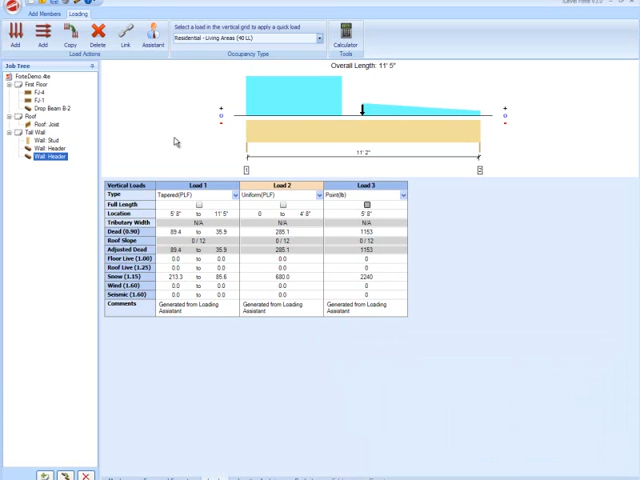 iLevel Forte v3.0
Add Members Loading
Select a load in the vertical grid to apply a quick load
Residential - Living Areas (40 LL)
Add Add Copy Delete Link Assistant Calculator
Load Actions Occupancy Type Tools
Job Tree
ForteDemo.4te
First Floor
FJ-4
FJ-1
Drop Beam B-2
Roof
Roof: Joist
Tall Wall
Wall: Stud
Wall: Header
Wall: Header
Overall Length: 11' 5"
+ +
o o
- -
11' 2"
1 2
Vertical Loads Load 1 Load 2 Load 3
Type Tapered(PLF) Uniform(PLF) Point(lb)
Full Length
Location 5' 8" to 11' 5" 0 to 4' 8" 5' 8"
Tributary Width N/A N/A N/A
Dead (0.90) 89.4 to 35.9 285.1 1153
Roof Slope 0 / 12 0 / 12 0 / 12
Adjusted Dead 89.4 to 35.9 285.1 1153
Floor Live (1.00) 0.0 to 0.0 0.0 0
Roof Live (1.25) 0.0 to 0.0 0.0 0
Snow (1.15) 213.3 to 85.6 680.0 2240
Wind (1.60) 0.0 to 0.0 0.0 0
Seismic (1.60) 0.0 to 0.0 0.0 0
Comments Generated from Loading Assistant Generated from Loading Assistant Generated from Loading Assistant